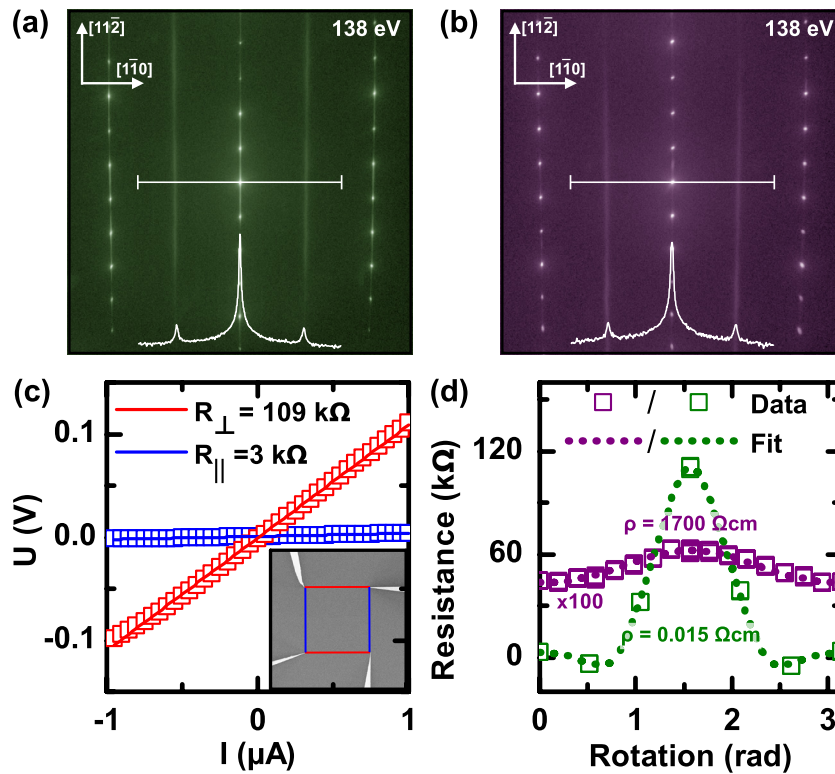 (a)
[112̄]
[11̄0]
138 eV
(b)
[112̄]
[11̄0]
138 eV
(c)
R⊥ = 109 kΩ
R|| = 3 kΩ
0.1
0.0
-0.1
U (V)
-1
0
1
I (µA)
(d)
/ Data
/ Fit
120
60
0
Resistance (kΩ)
ρ = 1700 Ωcm
x100
ρ = 0.015 Ωcm
0
1
2
3
Rotation (rad)